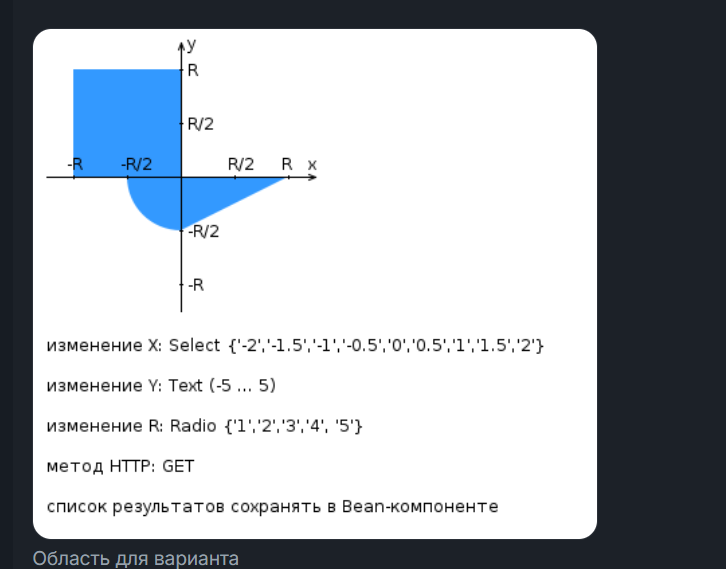 y
R
R/2
-R -R/2 R/2 R x
-R/2
-R
изменение X: Select {'-2','-1.5','-1','-0.5','0','0.5','1','1.5','2'}
изменение Y: Text (-5 ... 5)
изменение R: Radio {'1','2','3','4', '5'}
метод HTTP: GET
список результатов сохранять в Bean-компоненте
Область для варианта